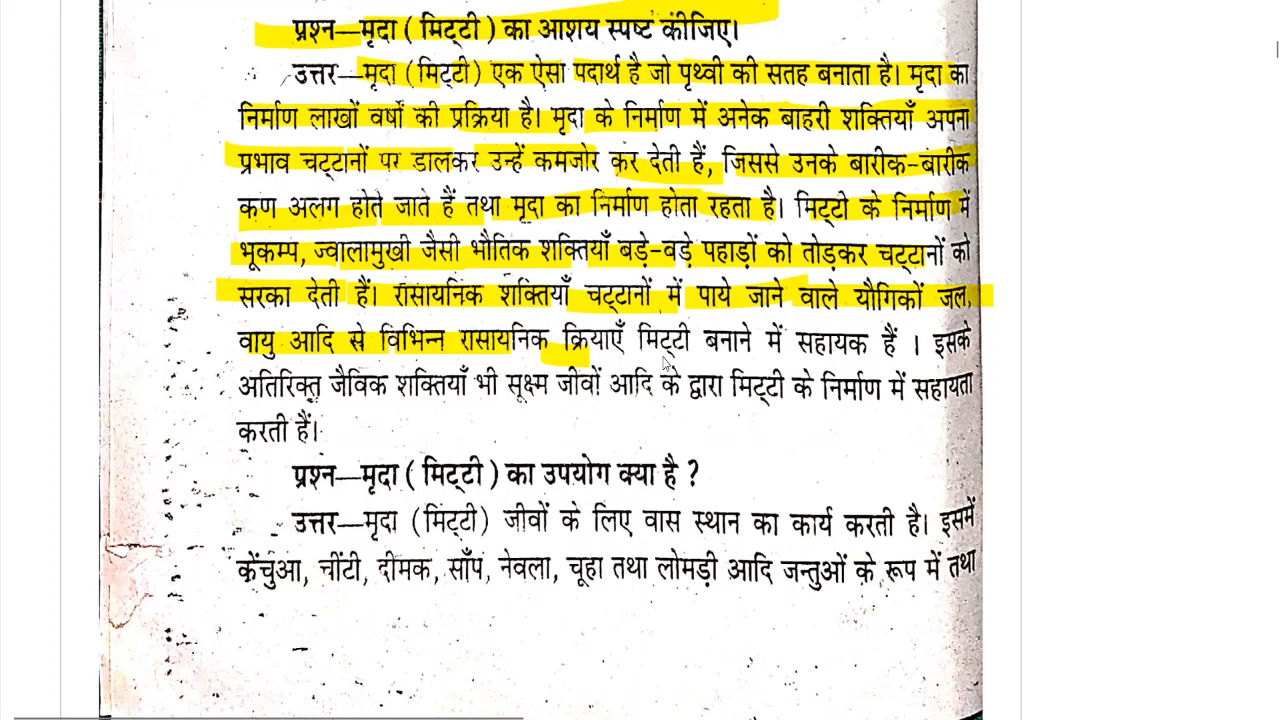 प्रश्न—मृदा ( मिट्टी ) का आशय स्पष्ट कीजिए।
उत्तर—मृदा (मिट्टी) एक ऐसा पदार्थ है जो पृथ्वी की सतह बनाता है। मृदा का
निर्माण लाखों वर्षों की प्रक्रिया है। मृदा के निर्माण में अनेक बाहरी शक्तियाँ अपना
प्रभाव चट्टानों पर डालकर उन्हें कमजोर कर देती हैं, जिससे उनके बारीक-बारीक
कण अलग होते जाते हैं तथा मृदा का निर्माण होता रहता है। मिट्टी के निर्माण में
भूकम्प, ज्वालामुखी जैसी भौतिक शक्तियाँ बड़े-बड़े पहाड़ों को तोड़कर चट्टानों को
सरका देती हैं। रासायनिक शक्तियाँ चट्टानों में पाये जाने वाले यौगिकों जल,
वायु आदि से विभिन्न रासायनिक क्रियाएँ मिट्टी बनाने में सहायक हैं । इसके
अतिरिक्त जैविक शक्तियाँ भी सूक्ष्म जीवों आदि के द्वारा मिट्टी के निर्माण में सहायता
करती हैं।
प्रश्न—मृदा ( मिट्टी ) का उपयोग क्या है ?
उत्तर—मृदा (मिट्टी) जीवों के लिए वास स्थान का कार्य करती है। इसमें
केंचुआ, चींटी, दीमक, साँप, नेवला, चूहा तथा लोमड़ी आदि जन्तुओं के रूप में तथा